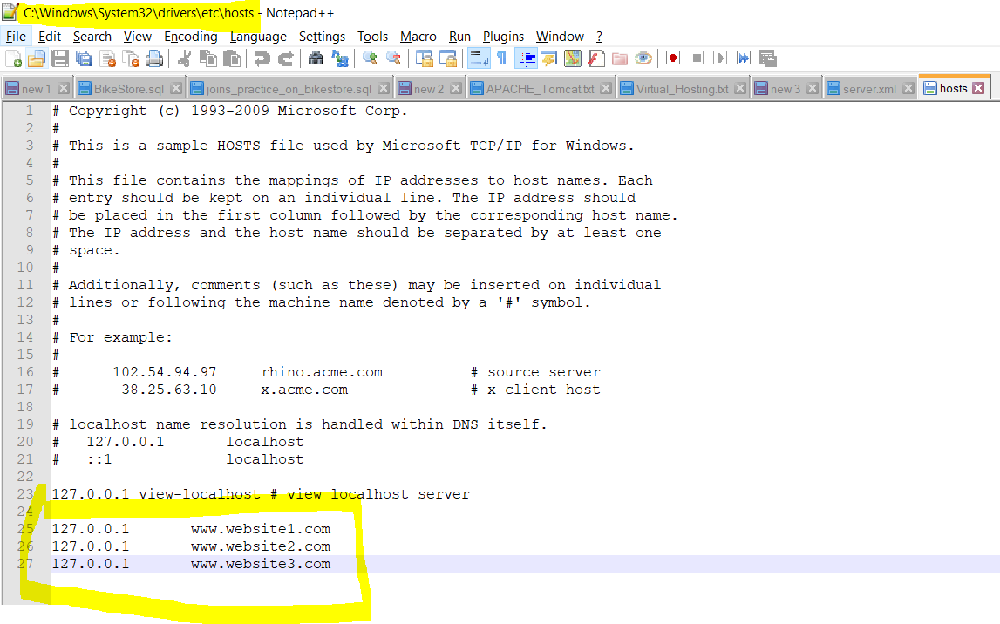 C:\Windows\System32\drivers\etc\hosts - Notepad++
File Edit Search View Encoding Language Settings Tools Macro Run Plugins Window ?
new 1 BikeStore.sql joins_practice_on_bikestore.sql new 2 APACHE_Tomcat.txt Virtual_Hosting.txt new 3 server.xml hosts
1 # Copyright (c) 1993-2009 Microsoft Corp.
2 #
3 # This is a sample HOSTS file used by Microsoft TCP/IP for Windows.
4 #
5 # This file contains the mappings of IP addresses to host names. Each
6 # entry should be kept on an individual line. The IP address should
7 # be placed in the first column followed by the corresponding host name.
8 # The IP address and the host name should be separated by at least one
9 # space.
10 #
11 # Additionally, comments (such as these) may be inserted on individual
12 # lines or following the machine name denoted by a '#' symbol.
13 #
14 # For example:
15 #
16 #      102.54.94.97     rhino.acme.com          # source server
17 #       38.25.63.10     x.acme.com              # x client host
18
19 # localhost name resolution is handled within DNS itself.
20 #   127.0.0.1       localhost
21 #   ::1             localhost
22
23 127.0.0.1 view-localhost # view localhost server
24
25 127.0.0.1       www.website1.com
26 127.0.0.1       www.website2.com
27 127.0.0.1       www.website3.com